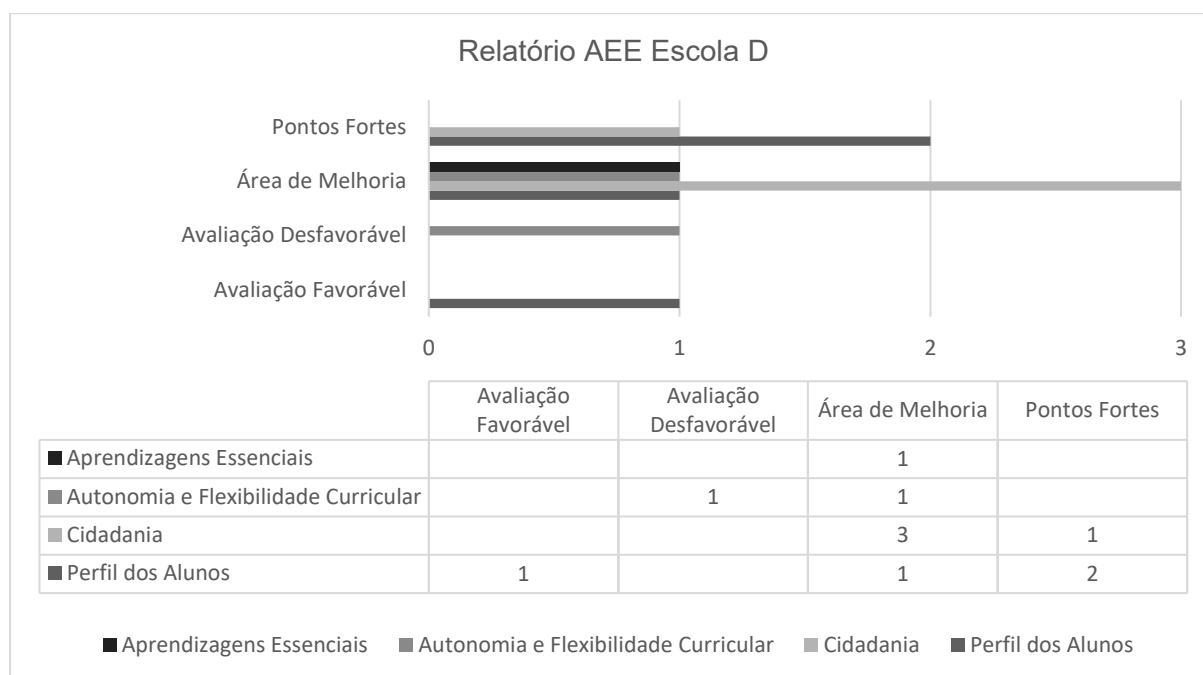 Relatório AEE Escola D
Pontos Fortes
Área de Melhoria
Avaliação Desfavorável
Avaliação Favorável
0 1 2 3
Avaliação Favorável Avaliação Desfavorável Área de Melhoria Pontos Fortes
Aprendizagens Essenciais 1
Autonomia e Flexibilidade Curricular 1 1
Cidadania 3 1
Perfil dos Alunos 1 1 2
Aprendizagens Essenciais Autonomia e Flexibilidade Curricular Cidadania Perfil dos Alunos